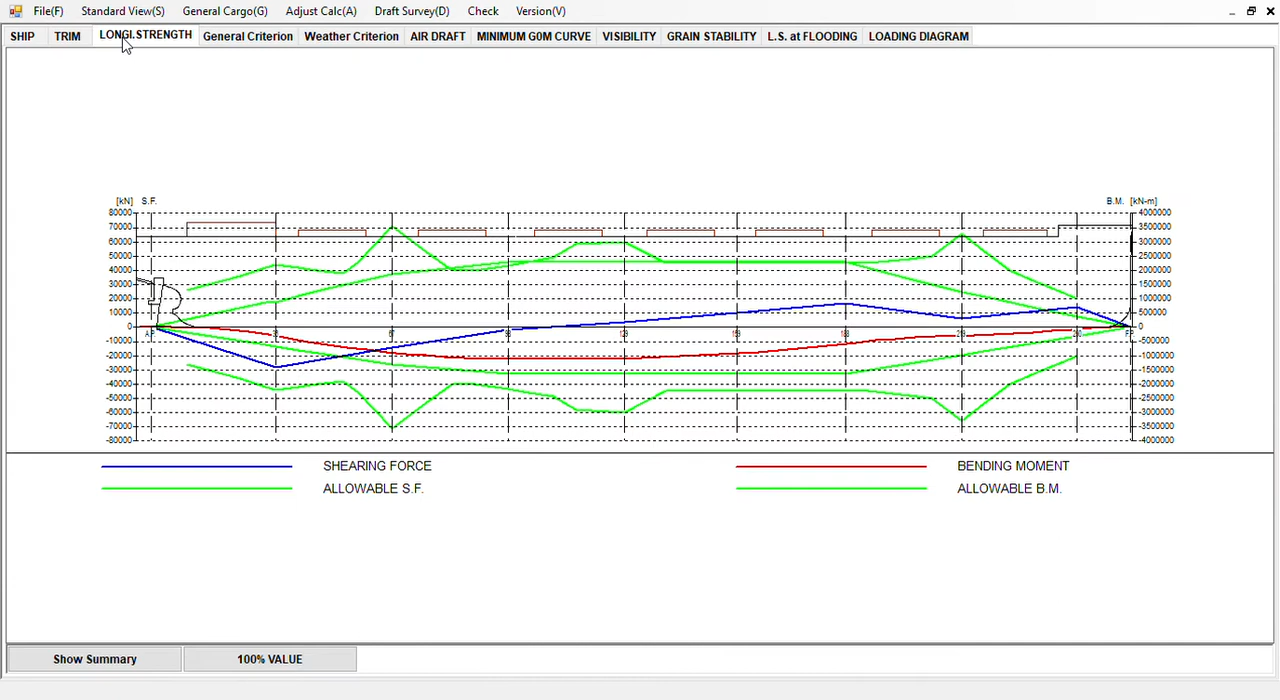 File(F) Standard View(S) General Cargo(G) Adjust Calc(A) Draft Survey(D) Check Version(V)
SHIP TRIM LONGI.STRENGTH General Criterion Weather Criterion AIR DRAFT MINIMUM G0M CURVE VISIBILITY GRAIN STABILITY L.S. at FLOODING LOADING DIAGRAM
[kN] S.F. B.M. [kN-m]
80000 4000000
70000 3500000
60000 3000000
50000 2500000
40000 2000000
30000 1500000
20000 1000000
10000 500000
0 0
-10000 -500000
-20000 -1000000
-30000 -1500000
-40000 -2000000
-50000 -2500000
-60000 -3000000
-70000 -3500000
-80000 -4000000
SHEARING FORCE BENDING MOMENT
ALLOWABLE S.F. ALLOWABLE B.M.
Show Summary 100% VALUE